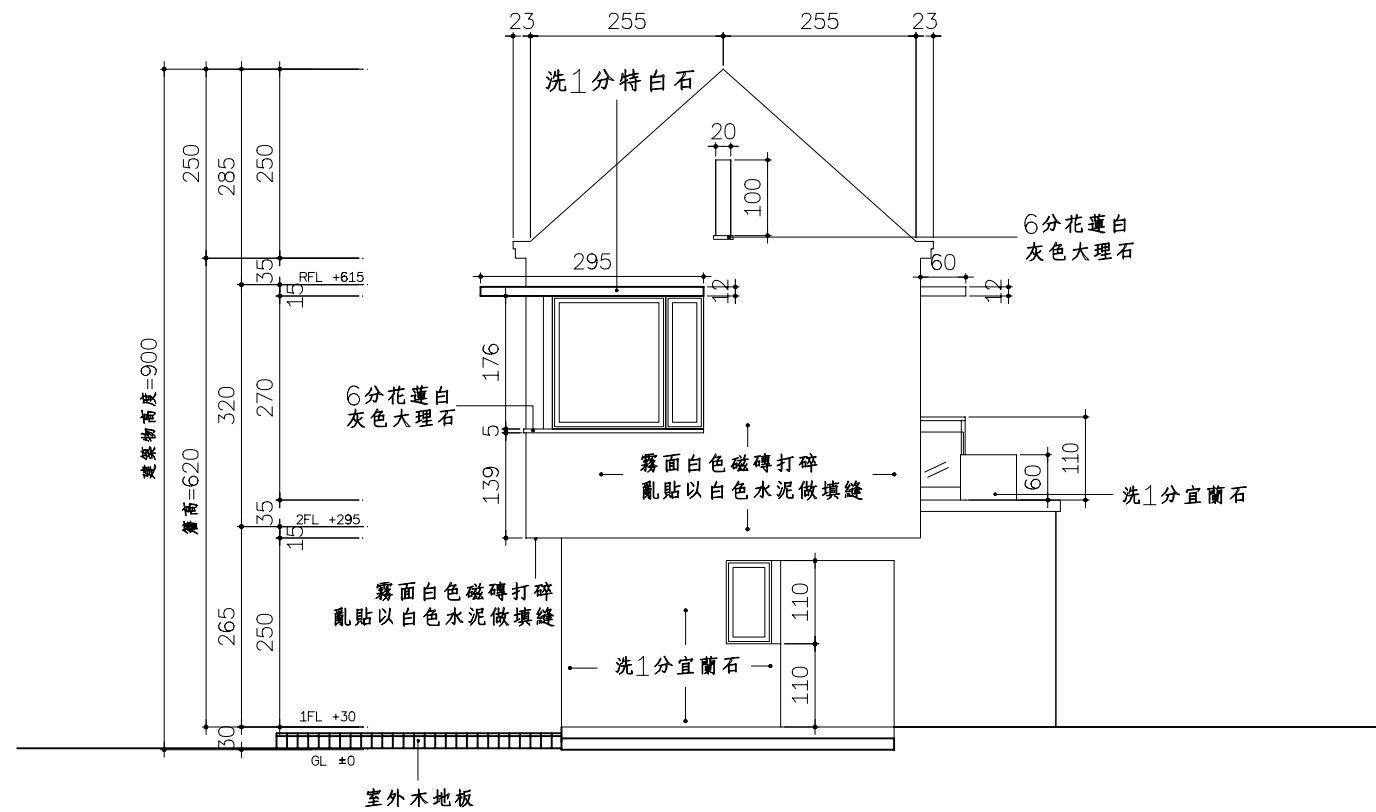 23
255
255
23
洗1分特白石
20
100
6分花蓮白
灰色大理石
250
285
250
295
60
35
RFL +615
15
12
12
建築物高度=900
簷高=620
320
270
176
6分花蓮白
灰色大理石
5
139
霧面白色磁磚打碎
亂貼以白色水泥做填縫
110
60
洗1分宜蘭石
35
2FL +295
15
霧面白色磁磚打碎
亂貼以白色水泥做填縫
265
250
110
洗1分宜蘭石
110
1FL +30
30
GL ±0
室外木地板